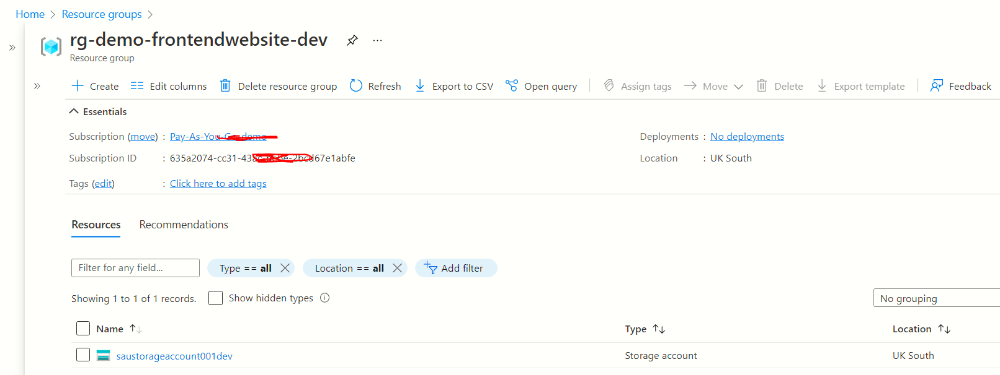 Home > Resource groups >
rg-demo-frontendwebsite-dev ...
Resource group
Create Edit columns Delete resource group Refresh Export to CSV Open query Assign tags Move Delete Export template Feedback
Essentials
Subscription (move) : Pay-As-You-
Deployments : No deployments
Subscription ID : 635a2074-cc31-43
Location : UK South
Tags (edit) : Click here to add tags
Resources Recommendations
Filter for any field... Type == all Location == all Add filter
Showing 1 to 1 of 1 records. Show hidden types No grouping
Name Type Location
saustorageaccount001dev Storage account UK South